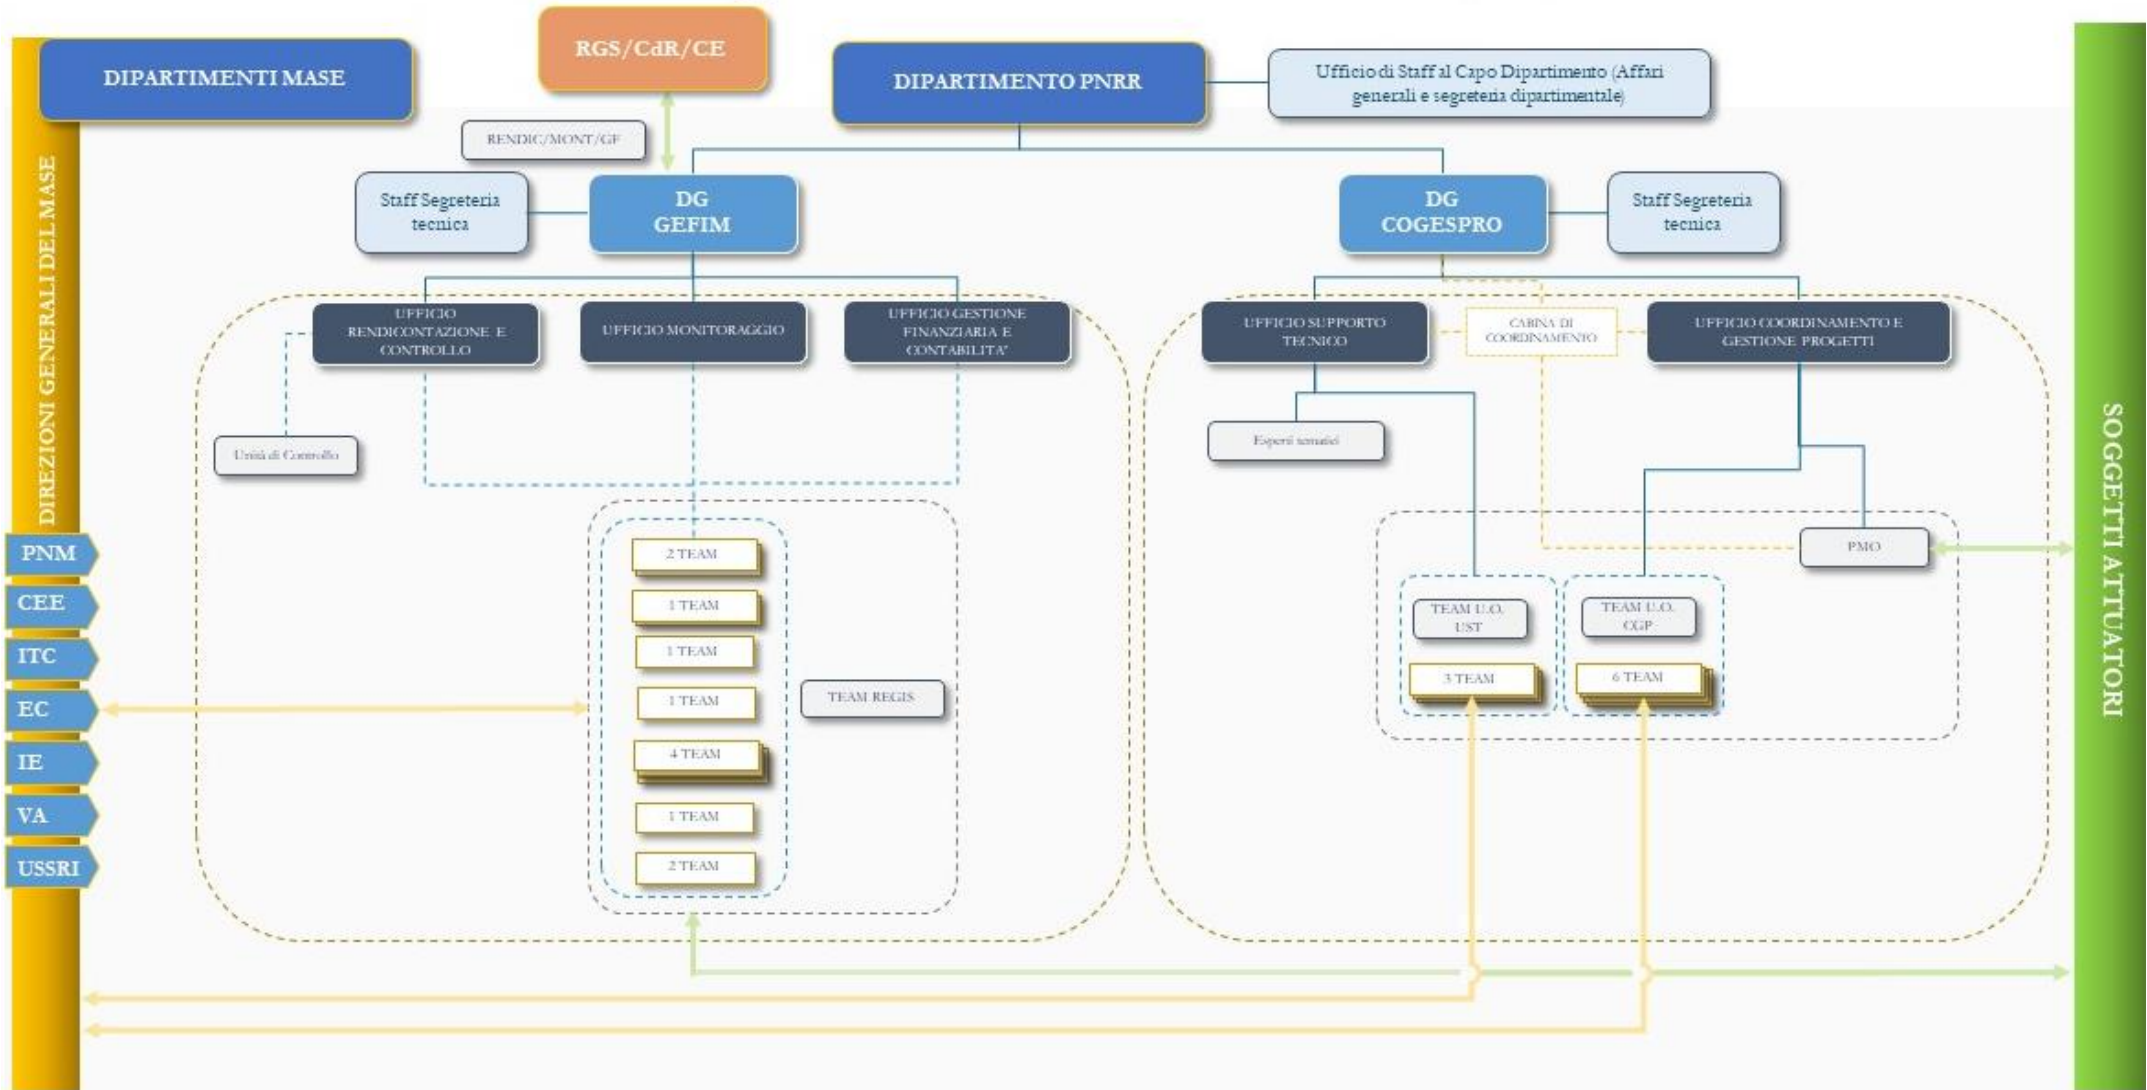 DIPARTIMENTI MASE
RGS/CdR/CE
DIPARTIMENTO PNRR
Ufficio di Staff al Capo Dipartimento (Affari
generali e segreteria dipartimentale)
RENDIC/MONT/GF
Staff Segreteria
tecnica
DG
GEFIM
DG
COGESPRO
Staff Segreteria
tecnica
DIREZIONI GENERALI DEL MASE
UFFICIO
RENDICONTAZIONE E
CONTROLLO
UFFICIO MONITORAGGIO
UFFICIO GESTIONE
FINANZIARIA E
CONTABILITA'
UFFICIO SUPPORTO
TECNICO
CABINA DI
COORDINAMENTO
UFFICIO COORDINAMENTO E
GESTIONE PROGETTI
Unità di Controllo
Esperti tematici
SOGGETTI ATTUATORI
PNM
CEE
ITC
EC
IE
VA
USSRI
2 TEAM
1 TEAM
1 TEAM
1 TEAM
4 TEAM
1 TEAM
2 TEAM
TEAM REGIS
PMO
TEAM U.O.
UST
TEAM U.O.
CGP
3 TEAM
6 TEAM